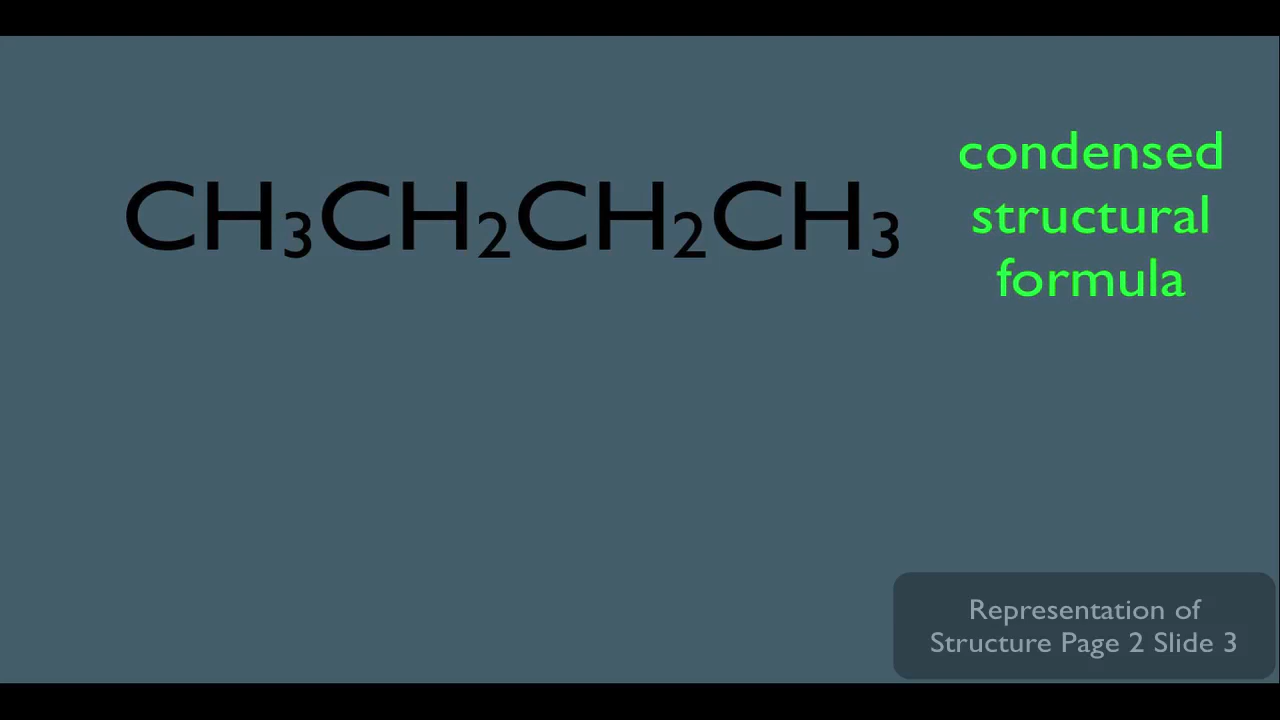 CH₃CH₂CH₂CH₃
condensed
structural
formula
Representation of
Structure Page 2 Slide 3